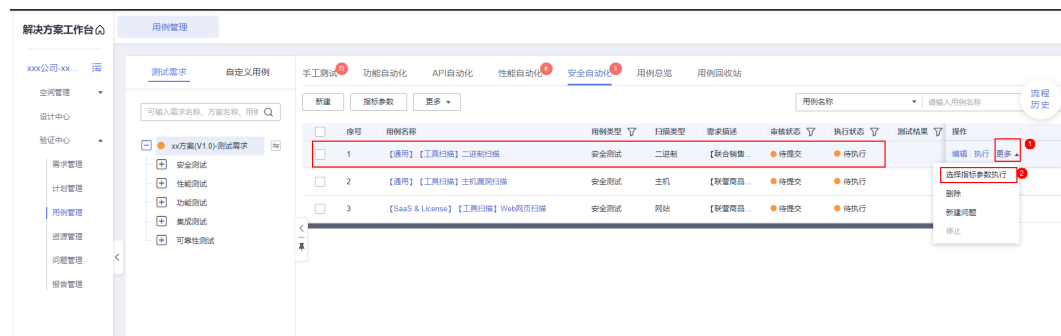 解决方案工作台
用例管理
xxx公司-xx...
空间管理
设计中心
验证中心
需求管理
计划管理
用例管理
资源管理
问题管理
报告管理
测试需求 自定义用例
可输入需求名称、方案名称、用例
xx方案(V1.0)-测试需求
安全测试
性能测试
功能测试
集成测试
可靠性测试
手工测试 73 功能自动化 API自动化 性能自动化 6 安全自动化 3 用例总览 用例回收站
新建 指标参数 更多 用例名称 请输入用例名称
流程
历史
序号 用例名称 用例类型 扫描类型 需求描述 审核状态 执行状态 测试结果 操作
1 【通用】【工具扫描】二进制扫描 安全测试 二进制 【联合销售... 待提交 待执行 编辑 执行 更多 1
2 【通用】【工具扫描】主机漏洞扫描 安全测试 主机 【联营商品... 待提交 待执行
3 【SaaS & License】【工具扫描】Web网页扫描 安全测试 网站 【联营商品... 待提交 待执行
选择指标参数执行 2
删除
新建问题
停止